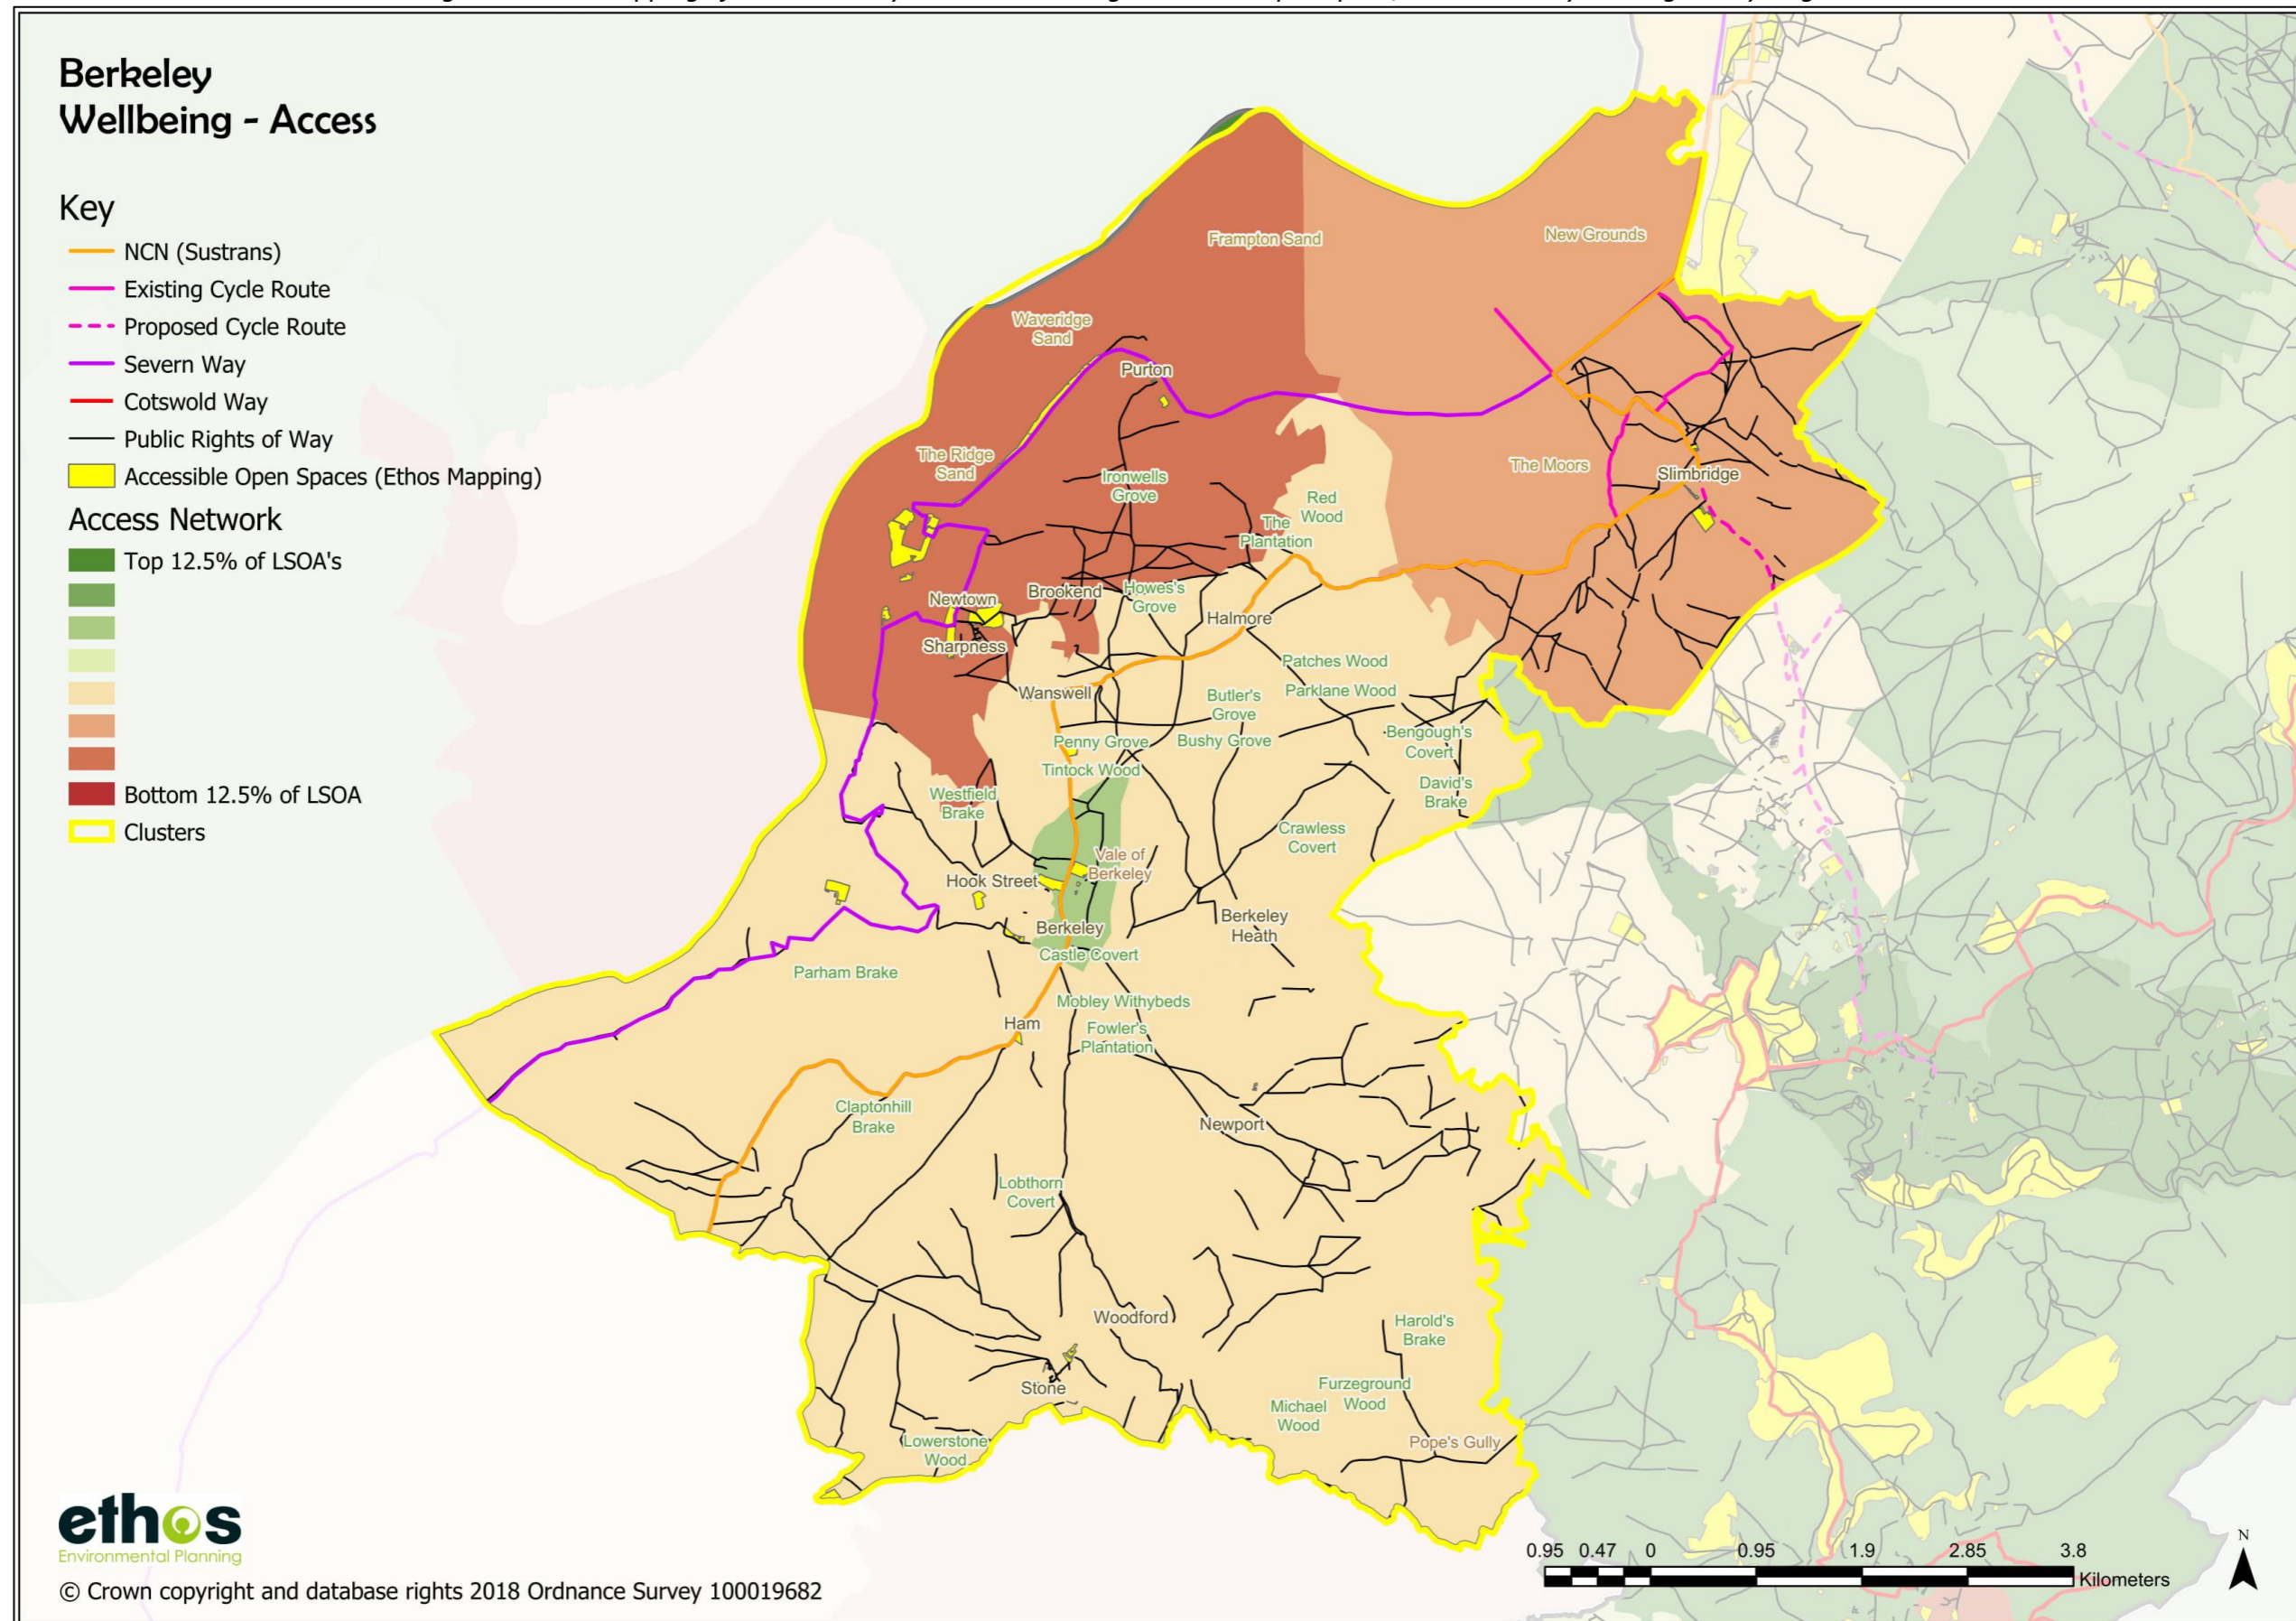 Berkeley
Wellbeing - Access
Key
NCN (Sustrans)
Existing Cycle Route
Proposed Cycle Route
Severn Way
Cotswold Way
Public Rights of Way
Accessible Open Spaces (Ethos Mapping)
Access Network
Top 12.5% of LSOA's
Bottom 12.5% of LSOA
Clusters
Frampton Sand
New Grounds
Waveridge
Sand
Purton
The Ridge
Sand
Ironwells
Grove
The Moors
Slimbridge
Red
Wood
The
Plantation
Newtown
Brookend
Howes's
Grove
Halmore
Sharpness
Patches Wood
Wanswell
Butler's
Grove
Parklane Wood
Penny Grove
Bushy Grove
Bengough's
Covert
Tintock Wood
David's
Brake
Westfield
Brake
Crawless
Covert
Vale of
Berkeley
Hook Street
Berkeley
Berkeley
Heath
Castle Covert
Parham Brake
Mobley Withybeds
Ham
Fowler's
Plantation
Claptonhill
Brake
Newport
Lobthorn
Covert
Woodford
Harold's
Brake
Stone
Furzeground
Wood
Michael
Wood
Lowerstone
Wood
Pope's Gully
ethos
Environmental Planning
© Crown copyright and database rights 2018 Ordnance Survey 100019682
0.95 0.47 0 0.95 1.9 2.85 3.8
Kilometers
N